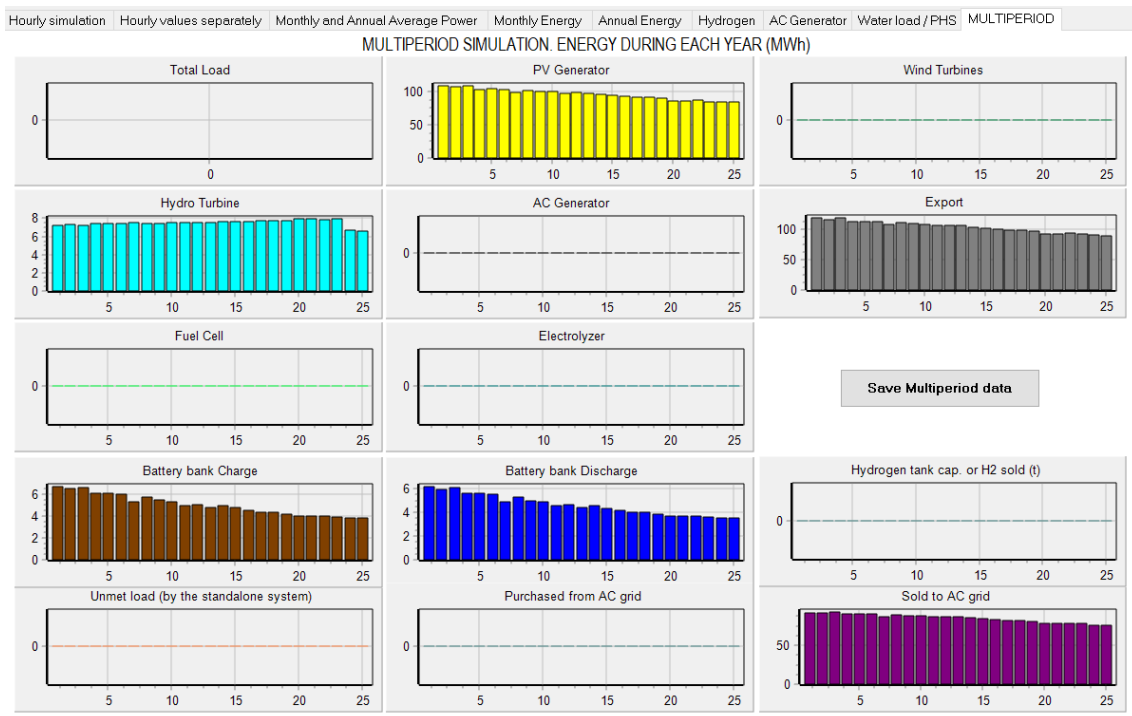 Hourly simulation Hourly values separately Monthly and Annual Average Power Monthly Energy Annual Energy Hydrogen AC Generator Water load / PHS MULTIPERIOD
MULTIPERIOD SIMULATION. ENERGY DURING EACH YEAR (MWh)
Total Load
0
0
PV Generator
100
50
0
5 10 15 20 25
Wind Turbines
0
5 10 15 20 25
Hydro Turbine
8
6
4
2
0
5 10 15 20 25
AC Generator
0
5 10 15 20 25
Export
100
50
0
5 10 15 20 25
Fuel Cell
0
5 10 15 20 25
Electrolyzer
0
5 10 15 20 25
Save Multiperiod data
Battery bank Charge
6
4
2
0
5 10 15 20 25
Battery bank Discharge
6
4
2
0
5 10 15 20 25
Hydrogen tank cap. or H2 sold (t)
0
5 10 15 20 25
Unmet load (by the standalone system)
0
5 10 15 20 25
Purchased from AC grid
0
5 10 15 20 25
Sold to AC grid
50
0
5 10 15 20 25